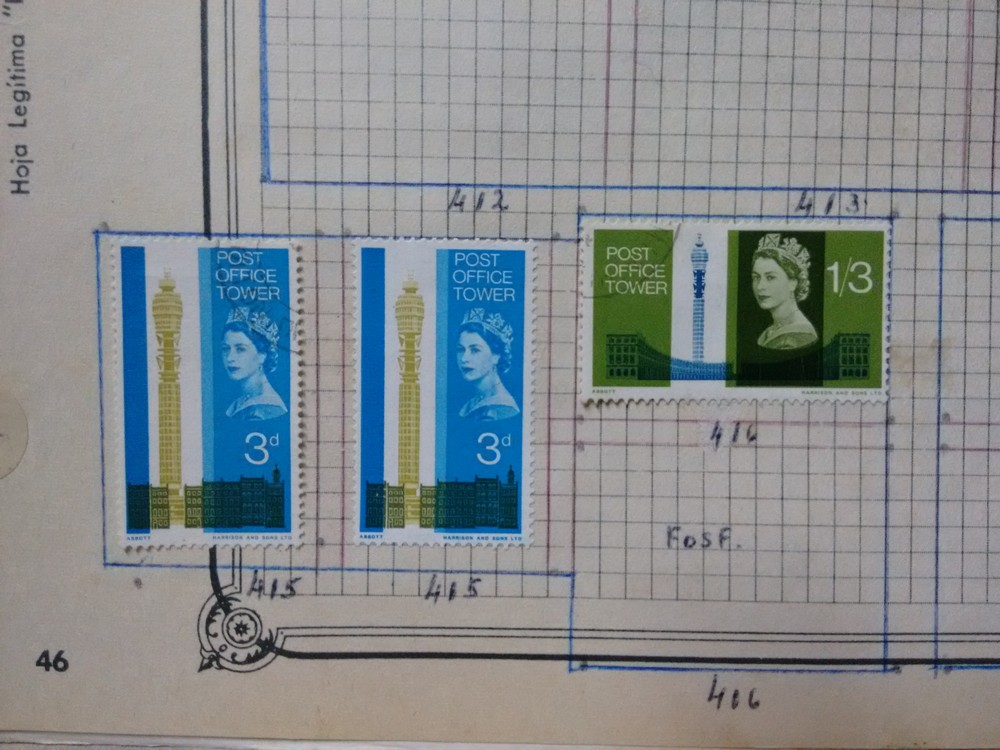 Hoja Legítima
412
413
POST
OFFICE
TOWER
3d
ABBOTT HARRISON AND SONS LTD
POST
OFFICE
TOWER
3d
ABBOTT HARRISON AND SONS LTD
POST
OFFICE
TOWER
1/3
ABBOTT HARRISON AND SONS LTD
416
FOSF.
415
415
46
416